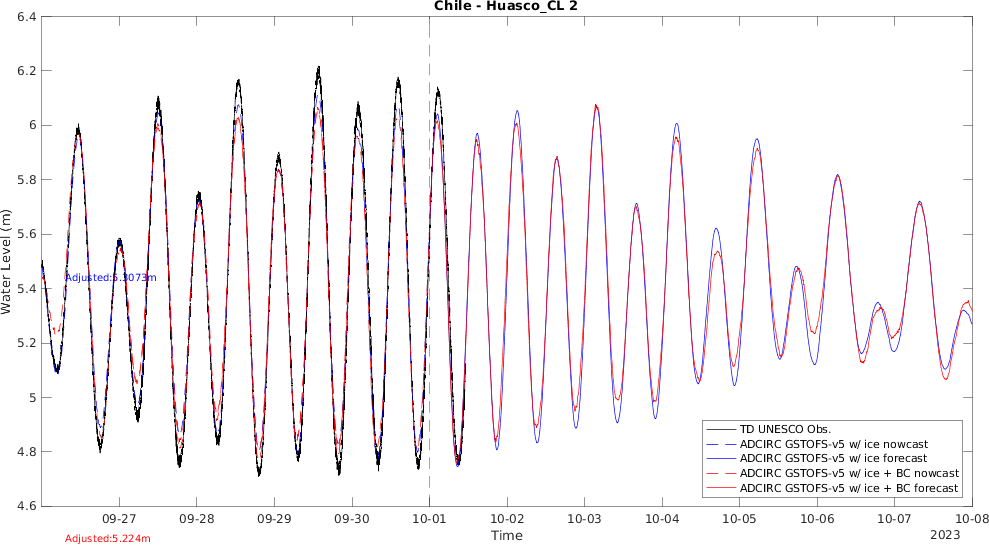 Chile - Huasco_CL 2
Water Level (m)
6.4
6.2
6
5.8
5.6
5.4
5.2
5
4.8
4.6
Adjusted:5.3073m
TD UNESCO Obs.
ADCIRC GSTOFS-v5 w/ ice nowcast
ADCIRC GSTOFS-v5 w/ ice forecast
ADCIRC GSTOFS-v5 w/ ice + BC nowcast
ADCIRC GSTOFS-v5 w/ ice + BC forecast
09-27 09-28 09-29 09-30 10-01 10-02 10-03 10-04 10-05 10-06 10-07 10-08
2023
Time
Adjusted:5.224m